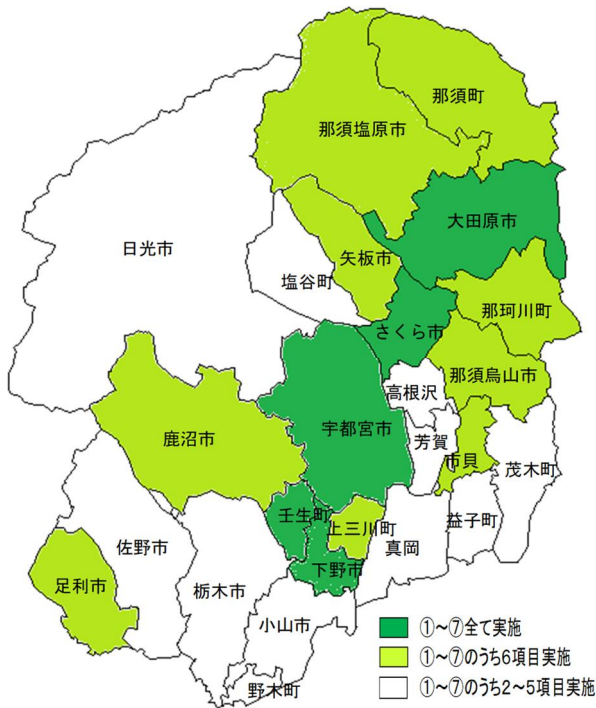 那須町
那須塩原市
大田原市
日光市
矢板市
塩谷町
那珂川町
さくら市
那須烏山市
高根沢
宇都宮市
芳賀
鹿沼市
市貝
茂木町
壬生町
上三川町
益子町
真岡
佐野市
下野市
足利市
栃木市
小山市
野木町
①～⑦全て実施
①～⑦のうち6項目実施
①～⑦のうち2～5項目実施